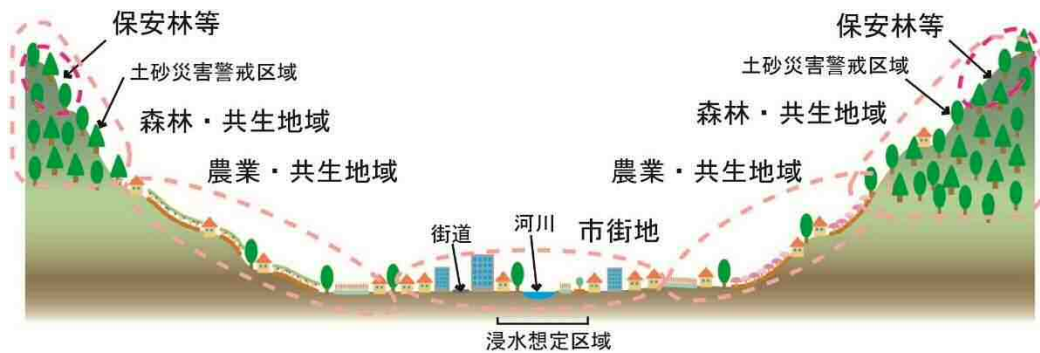 保安林等
土砂災害警戒区域
森林・共生地域
農業・共生地域
街道
河川
市街地
浸水想定区域
保安林等
土砂災害警戒区域
森林・共生地域
農業・共生地域